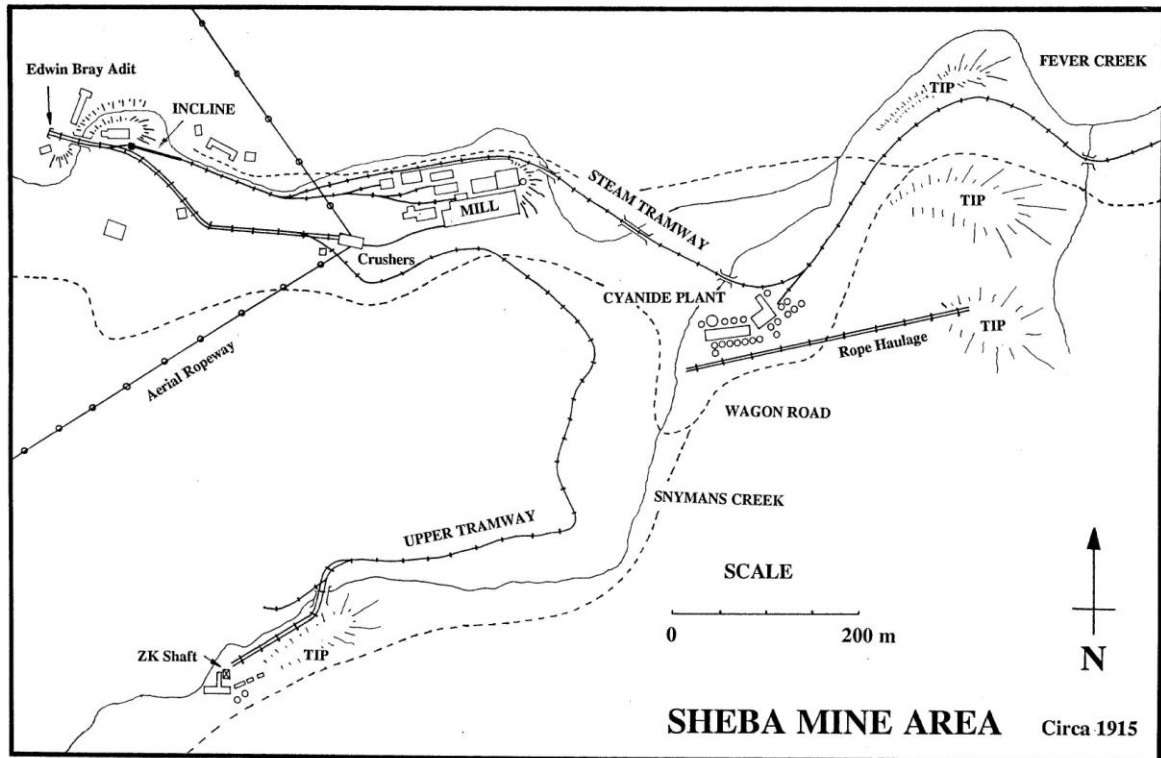 FEVER CREEK
Edwin Bray Adit
TIP
INCLINE
STEAM TRAMWAY
TIP
MILL
Crushers
CYANIDE PLANT
TIP
Rope Haulage
Aerial Ropeway
WAGON ROAD
SNYMANS CREEK
UPPER TRAMWAY
SCALE
0 200 m
ZK Shaft
TIP
N
SHEBA MINE AREA Circa 1915